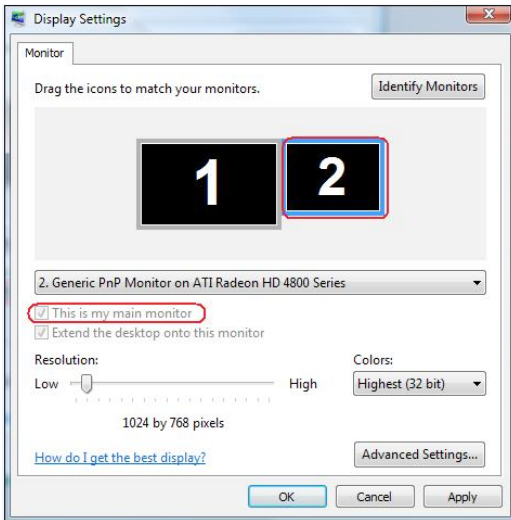 Display Settings
Monitor
Drag the icons to match your monitors.
Identify Monitors
1
2
2. Generic PnP Monitor on ATI Radeon HD 4800 Series
This is my main monitor
Extend the desktop onto this monitor
Resolution:
Colors:
Low
High
Highest (32 bit)
1024 by 768 pixels
How do I get the best display?
Advanced Settings...
OK
Cancel
Apply